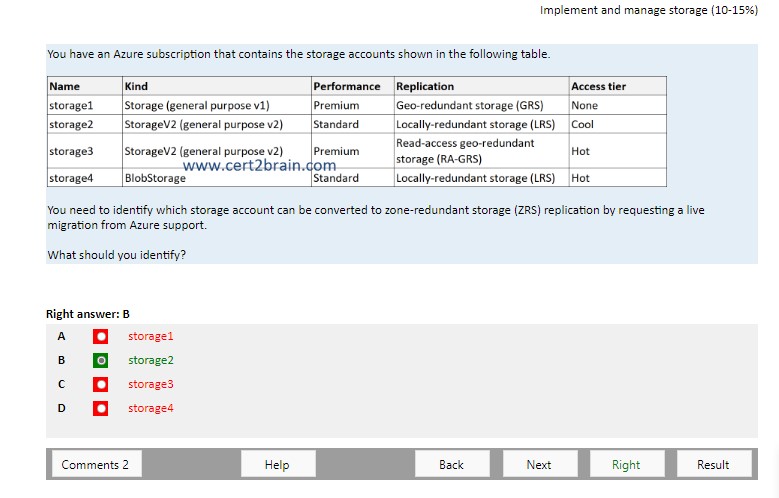 Implement and manage storage (10-15%)
You have an Azure subscription that contains the storage accounts shown in the following table.
Name Kind Performance Replication Access tier
storage1 Storage (general purpose v1) Premium Geo-redundant storage (GRS) None
storage2 StorageV2 (general purpose v2) Standard Locally-redundant storage (LRS) Cool
storage3 StorageV2 (general purpose v2) Premium Read-access geo-redundant storage (RA-GRS) Hot
www.cert2brain.com
storage4 BlobStorage Standard Locally-redundant storage (LRS) Hot
You need to identify which storage account can be converted to zone-redundant storage (ZRS) replication by requesting a live
migration from Azure support.
What should you identify?
Right answer: B
A storage1
B storage2
C storage3
D storage4
Comments 2 Help Back Next Right Result